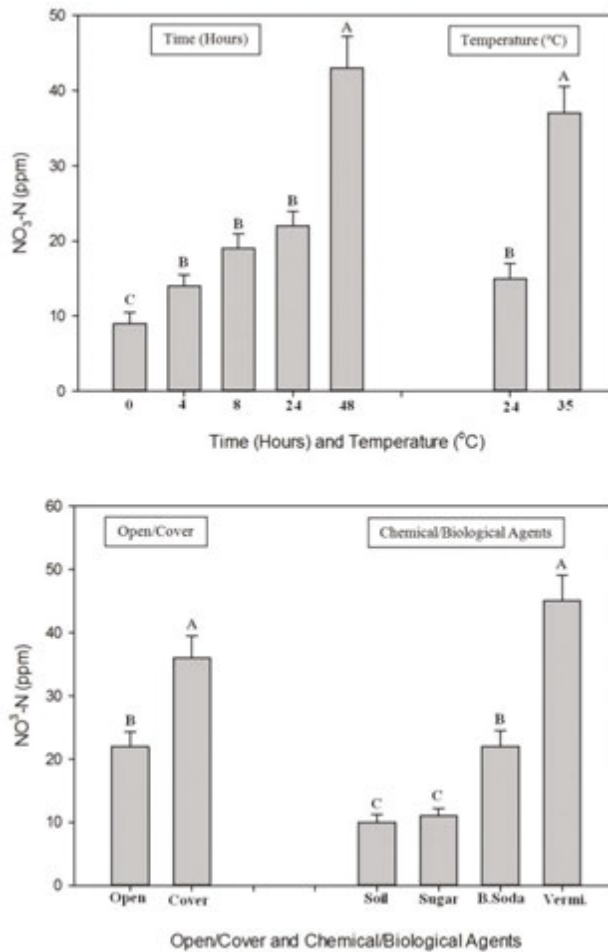 50
40
30
20
10
0
NO₃-N (ppm)
Time (Hours)
Temperature (°C)
C
B
B
B
A
B
A
0 4 8 24 48 24 35
Time (Hours) and Temperature (°C)
60
50
40
30
20
10
0
NO³-N (ppm)
Open/Cover
Chemical/Biological Agents
B
A
C
C
B
A
Open Cover Soil Sugar B.Soda Vermi.
Open/Cover and Chemical/Biological Agents